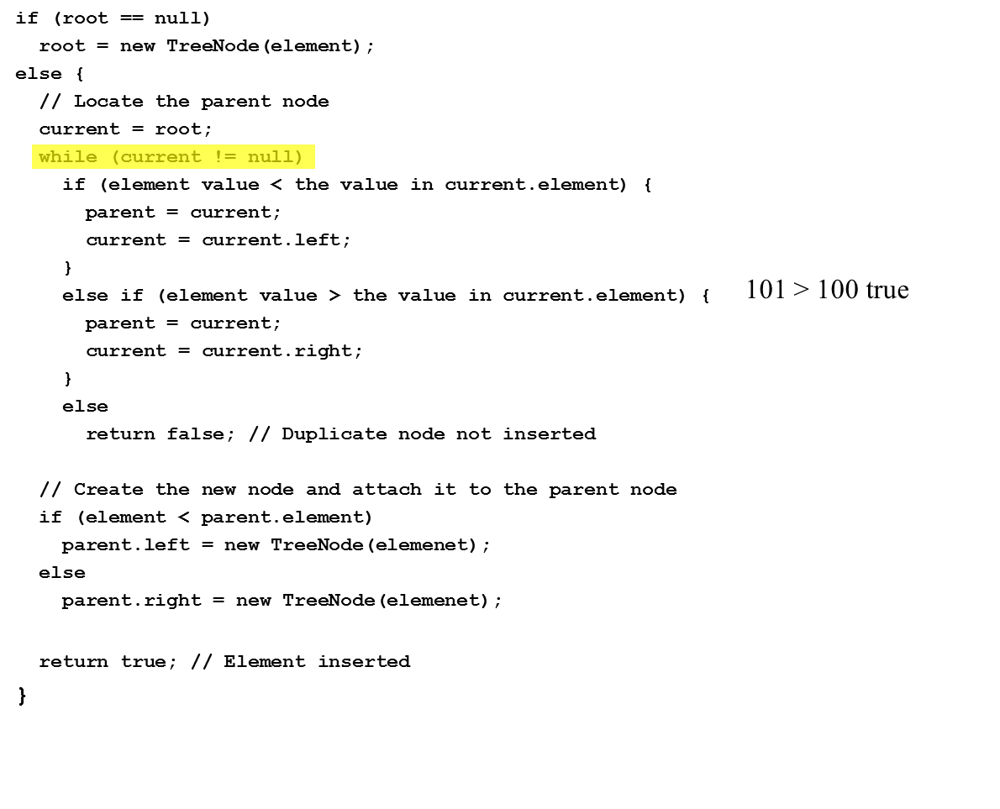 if (root == null)
root = new TreeNode(element);
else {
// Locate the parent node
current = root;
while (current != null)
if (element value < the value in current.element) {
parent = current;
current = current.left;
}
else if (element value > the value in current.element) { 101 > 100 true
parent = current;
current = current.right;
}
else
return false; // Duplicate node not inserted
// Create the new node and attach it to the parent node
if (element < parent.element)
parent.left = new TreeNode(elemenet);
else
parent.right = new TreeNode(elemenet);
return true; // Element inserted
}